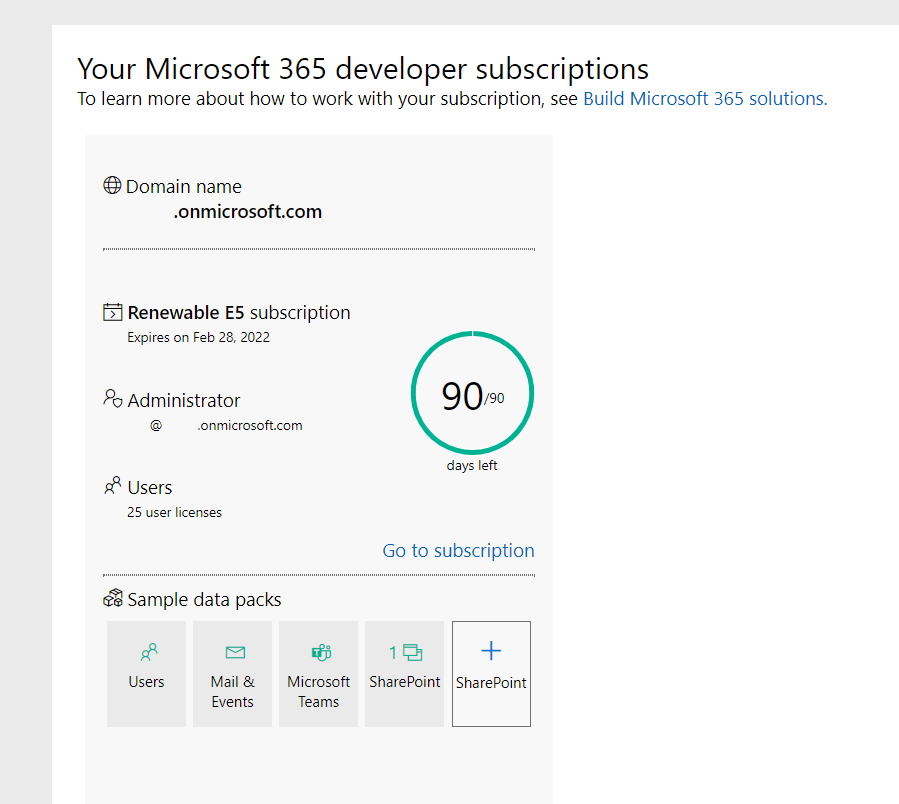 Your Microsoft 365 developer subscriptions
To learn more about how to work with your subscription, see Build Microsoft 365 solutions.
Domain name
.onmicrosoft.com
Renewable E5 subscription
Expires on Feb 28, 2022
90/90
days left
Administrator
@ .onmicrosoft.com
Users
25 user licenses
Go to subscription
Sample data packs
Users
Mail &
Events
Microsoft
Teams
1
SharePoint
SharePoint